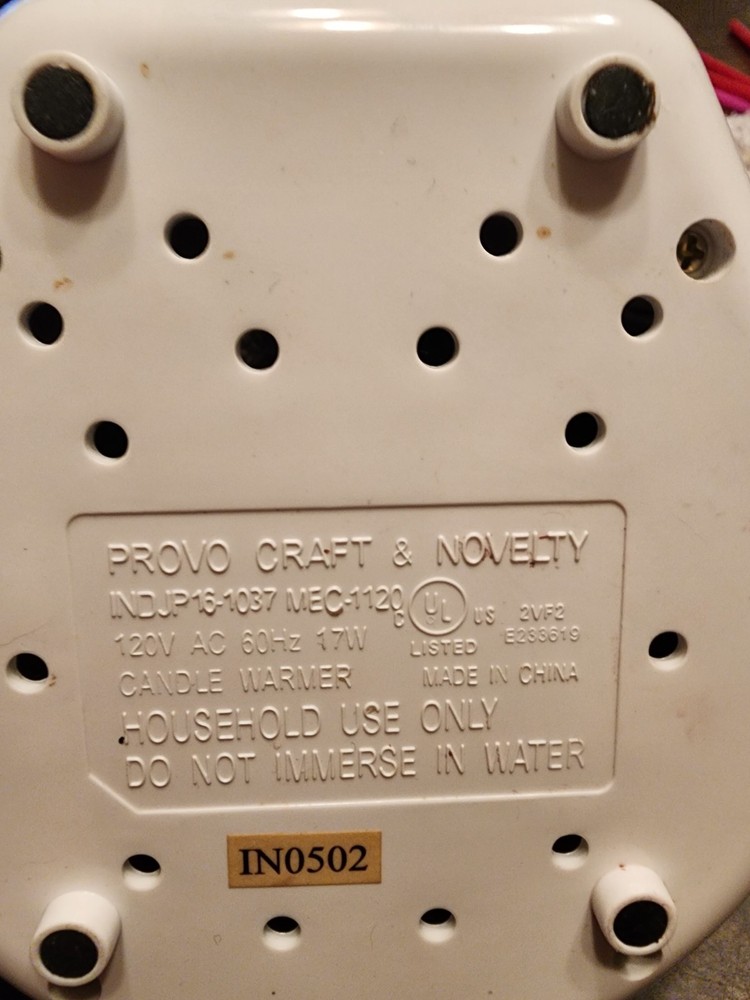 PROVO CRAFT & NOVELTY
INDJP16-1037 MEC-1120 C UL US 2VF2
120V AC 60Hz 17W LISTED E233619
CANDLE WARMER MADE IN CHINA
HOUSEHOLD USE ONLY
DO NOT IMMERSE IN WATER
IN0502